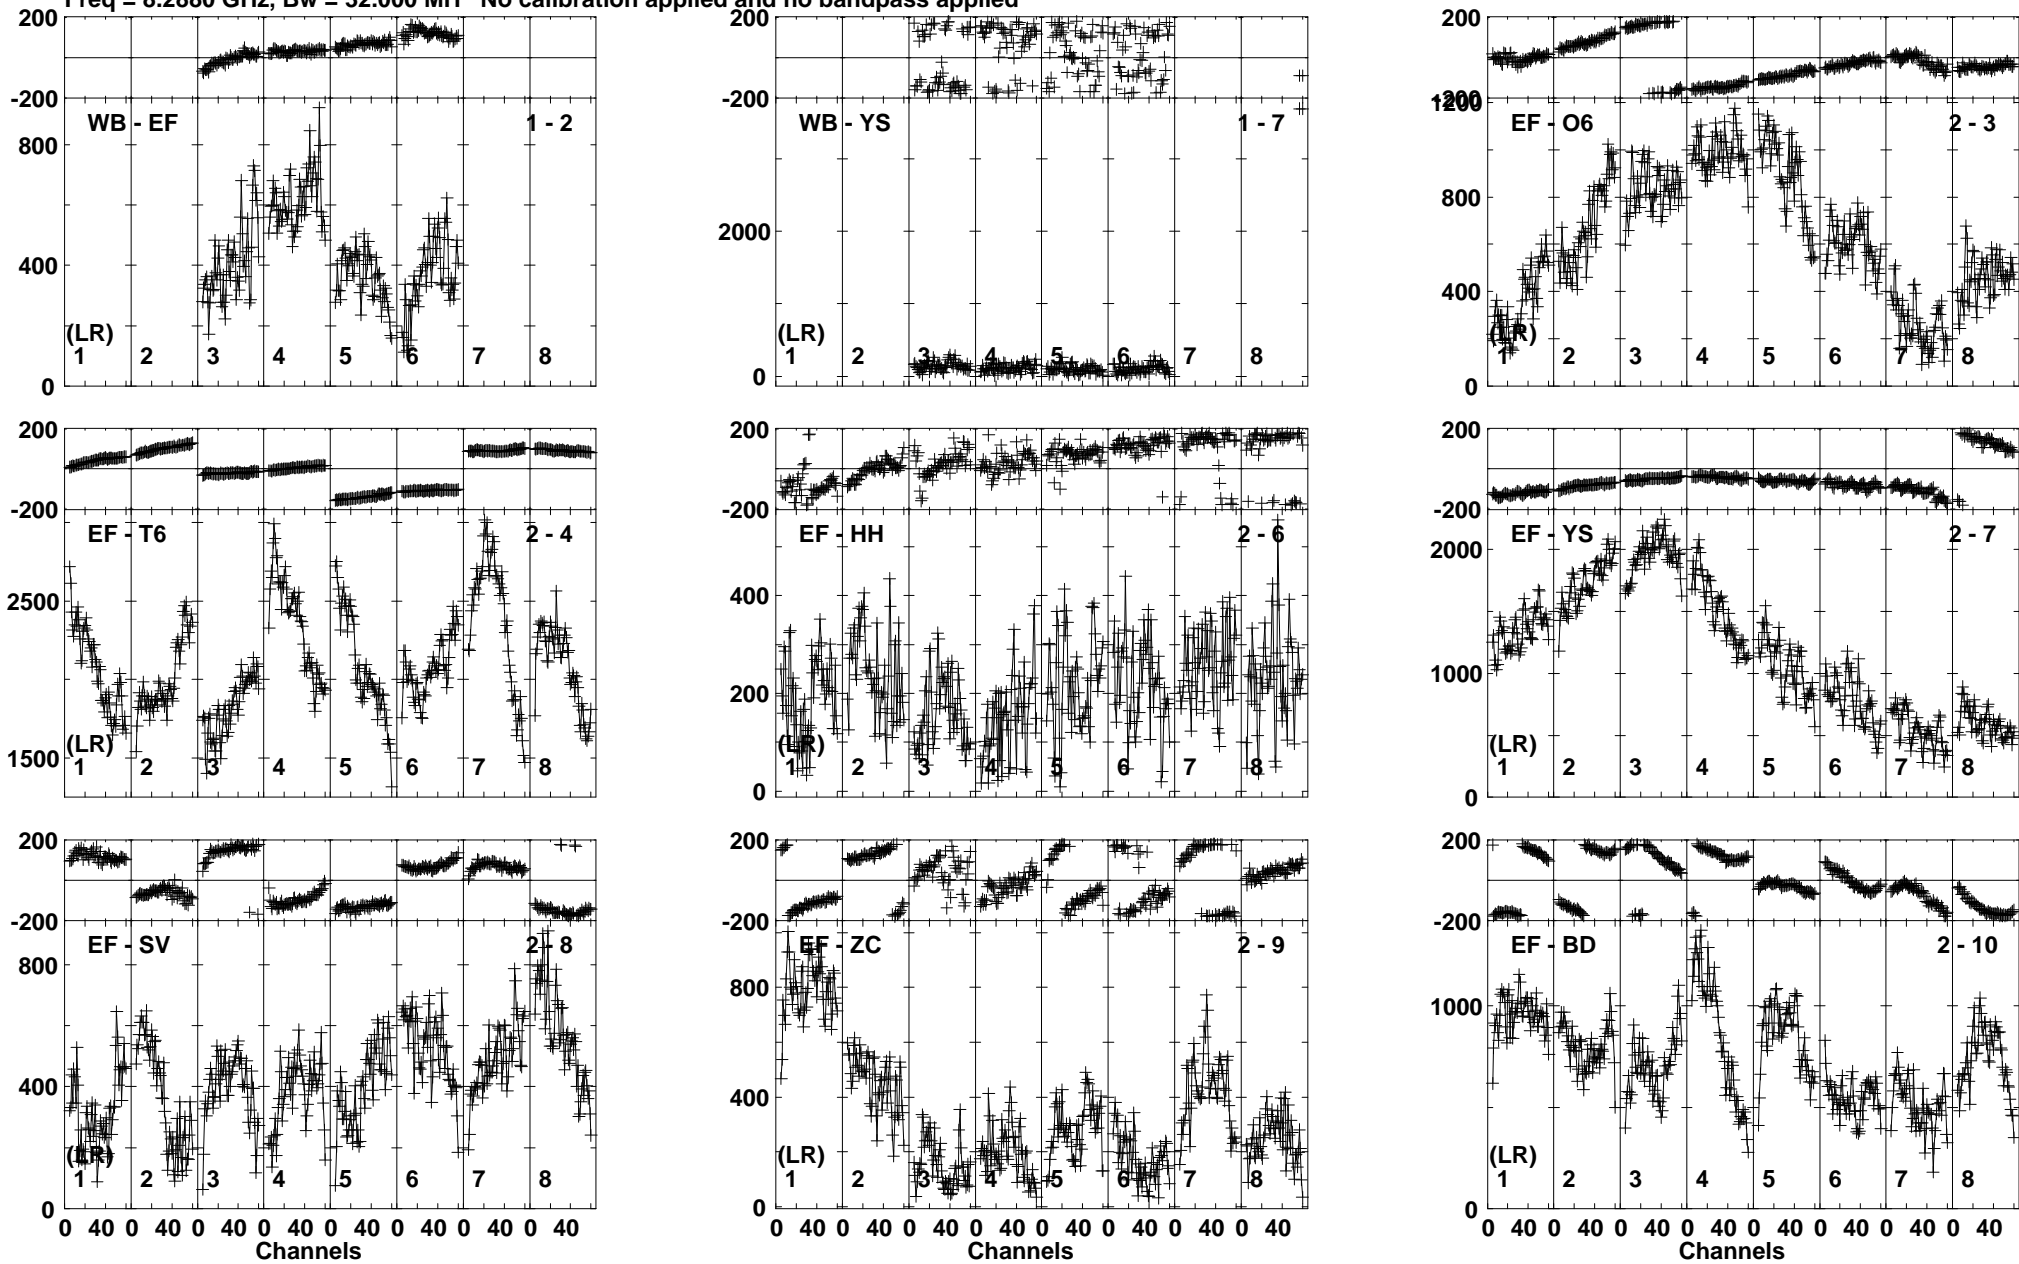 Freq = 8.2880 GHz, Bw = 32.000 MH No calibration applied and no bandpass applied
200
-200
WB - EF 1 - 2
800
400
(LR)
1 2 3 4 5 6 7 8
0
200
-200
WB - YS 1 - 7
2000
(LR)
1 2 3 4 5 6 7 8
0
200
-200
1200
EF - O6 2 - 3
800
400
(LR)
1 2 3 4 5 6 7 8
0
200
-200
EF - T6 2 - 4
2500
1500
(LR)
1 2 3 4 5 6 7 8
200
-200
EF - HH 2 - 6
400
200
(LR)
1 2 3 4 5 6 7 8
0
200
-200
EF - YS 2 - 7
2000
1000
(LR)
1 2 3 4 5 6 7 8
0
200
-200
EF - SV 2 - 8
800
400
(LR)
1 2 3 4 5 6 7 8
0
0 40 0 40 0 40 0 40 0 40 0 40 0 40 0 40
Channels
200
-200
EF - ZC 2 - 9
800
400
(LR)
1 2 3 4 5 6 7 8
0
0 40 0 40 0 40 0 40 0 40 0 40 0 40 0 40
200
-200
EF - BD 2 - 10
1000
(LR)
1 2 3 4 5 6 7 8
0
0 40 0 40 0 40 0 40 0 40 0 40 0 40 0 40
Channels